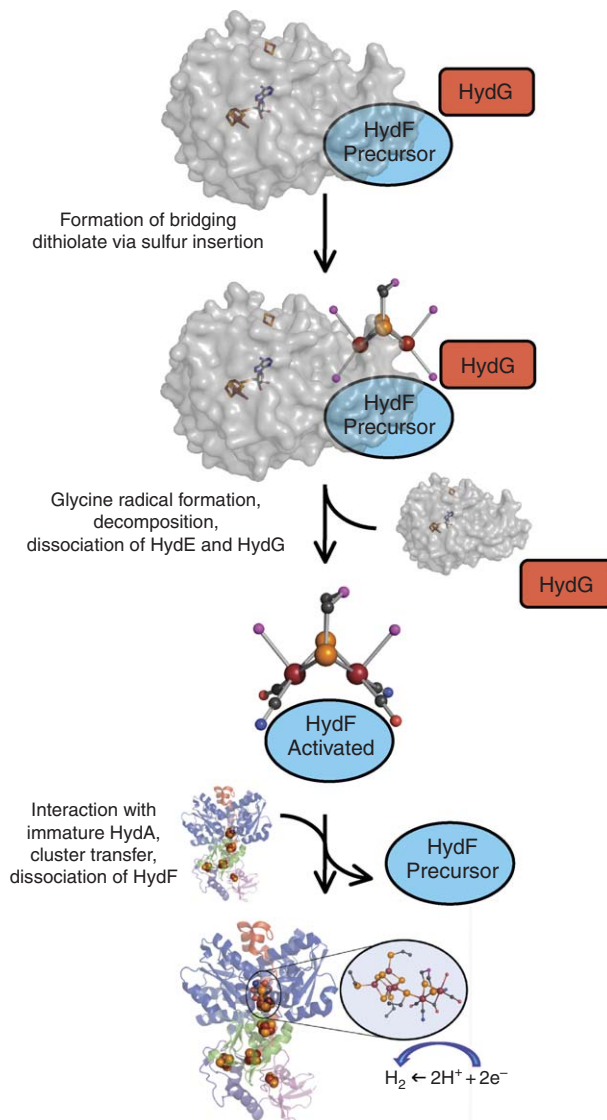 HydG
HydF
Precursor
Formation of bridging
dithiolate via sulfur insertion
HydG
HydF
Precursor
Glycine radical formation,
decomposition,
dissociation of HydE and HydG
HydG
HydF
Activated
Interaction with
immature HydA,
cluster transfer,
dissociation of HydF
HydF
Precursor
H₂ ← 2H⁺ + 2e⁻